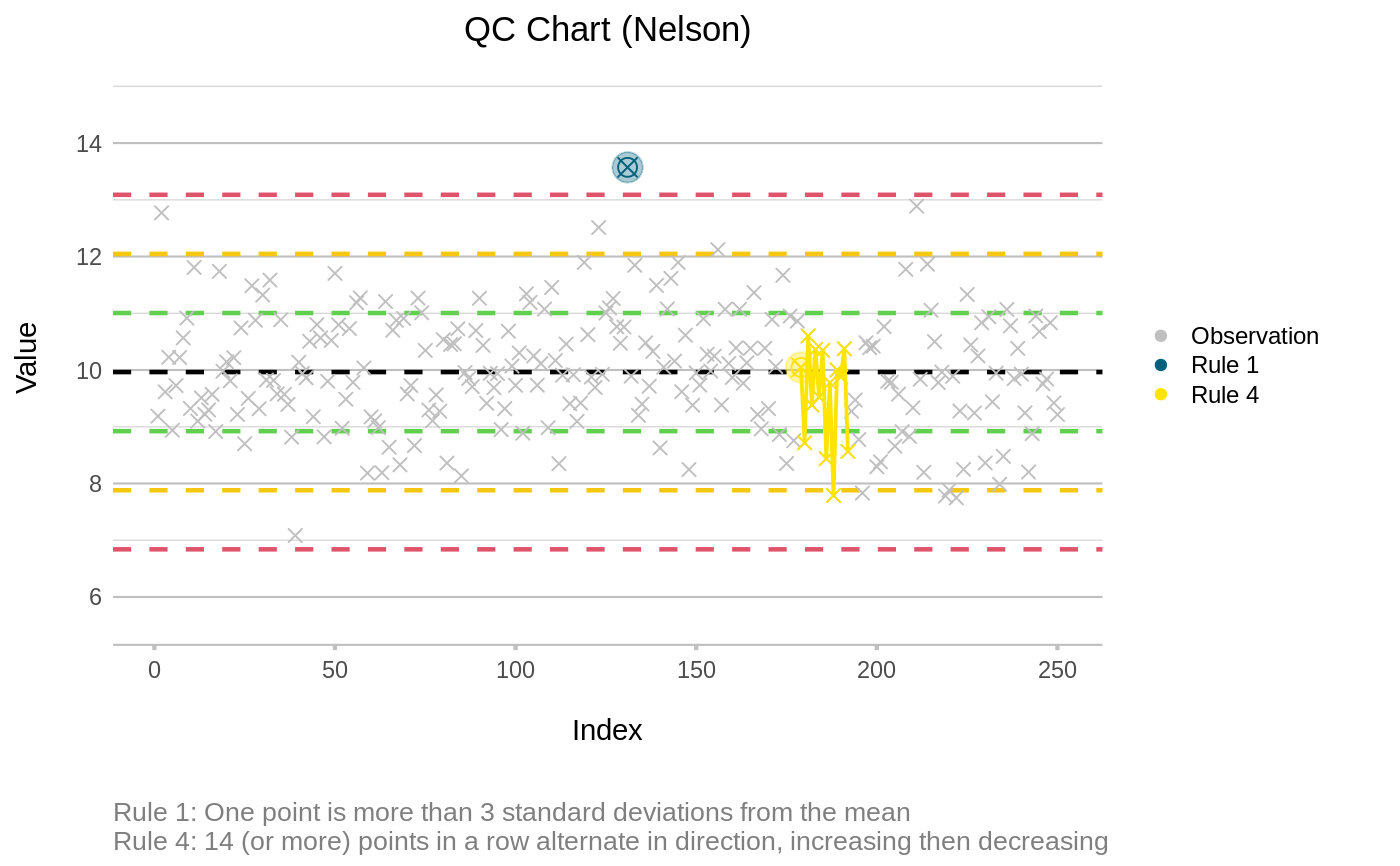 QC Chart (Nelson)
14
12
10
8
6
Value
0 50 100 150 200 250
Index
Observation
Rule 1
Rule 4
Rule 1: One point is more than 3 standard deviations from the mean
Rule 4: 14 (or more) points in a row alternate in direction, increasing then decreasing